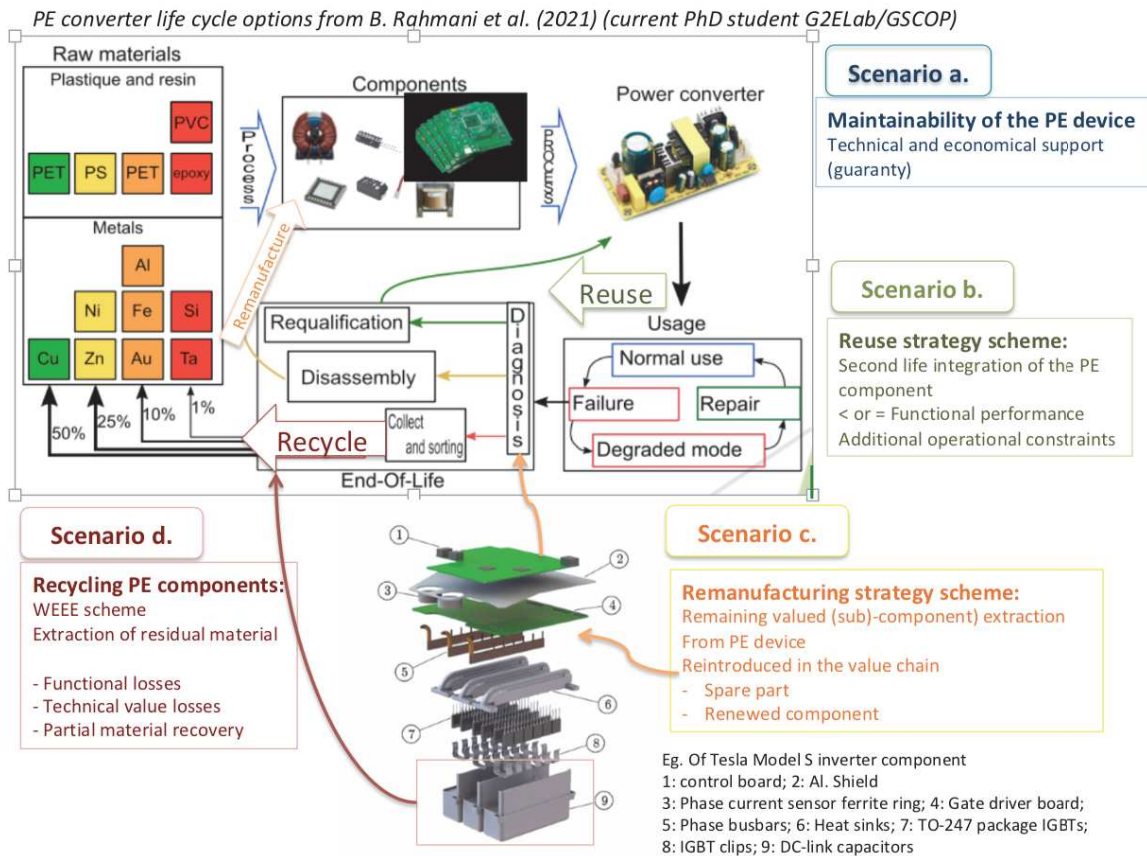 PE converter life cycle options from B. Rahmani et al. (2021) (current PhD student G2ELab/GSCOP)
Raw materials
Plastique and resin
PVC
PET
PS
PET
epoxy
Metals
Al
Ni
Fe
Si
Cu
Zn
Au
Ta
50%
25%
10%
1%
Process
Components
PROCESS
Power converter
Remanufacture
Reuse
Requalification
Disassembly
Collect
and sorting
Diagnosis
Recycle
End-Of-Life
Usage
Normal use
Failure
Repair
Degraded mode
Scenario a.
Maintainability of the PE device
Technical and economical support
(guaranty)
Scenario b.
Reuse strategy scheme:
Second life integration of the PE
component
< or = Functional performance
Additional operational constraints
Scenario d.
Recycling PE components:
WEEE scheme
Extraction of residual material
- Functional losses
- Technical value losses
- Partial material recovery
1
2
3
4
5
6
7
8
9
Scenario c.
Remanufacturing strategy scheme:
Remaining valued (sub)-component) extraction
From PE device
Reintroduced in the value chain
- Spare part
- Renewed component
Eg. Of Tesla Model S inverter component
1: control board; 2: Al. Shield
3: Phase current sensor ferrite ring; 4: Gate driver board;
5: Phase busbars; 6: Heat sinks; 7: TO-247 package IGBTs;
8: IGBT clips; 9: DC-link capacitors